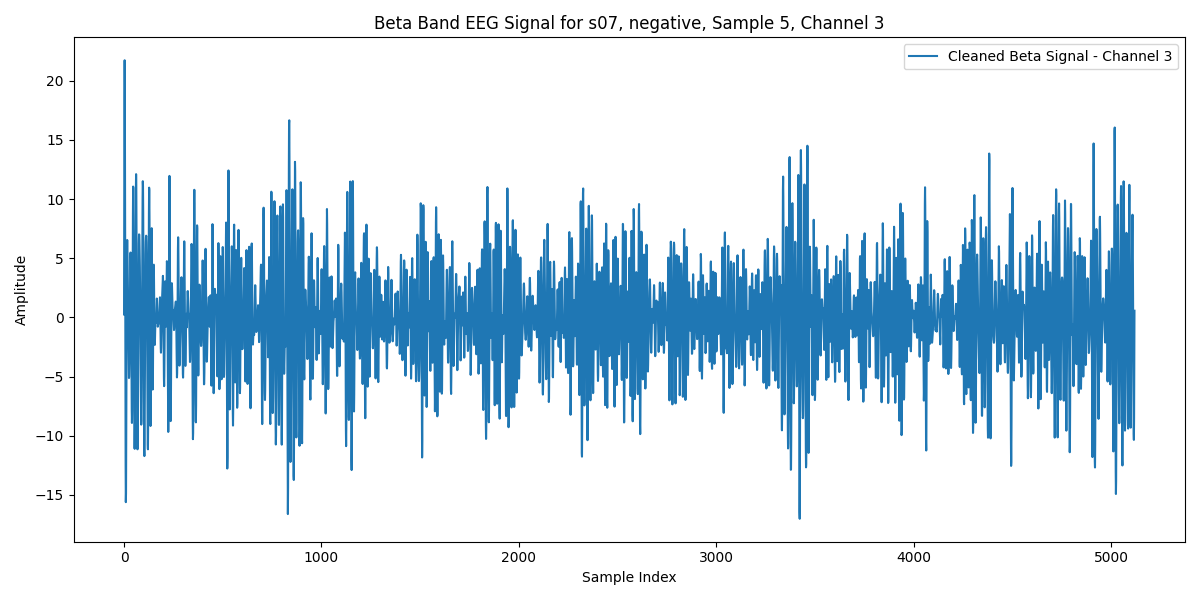 Beta Band EEG Signal for s07, negative, Sample 5, Channel 3
Cleaned Beta Signal - Channel 3
20
15
10
5
0
−5
−10
−15
Amplitude
0 1000 2000 3000 4000 5000
Sample Index